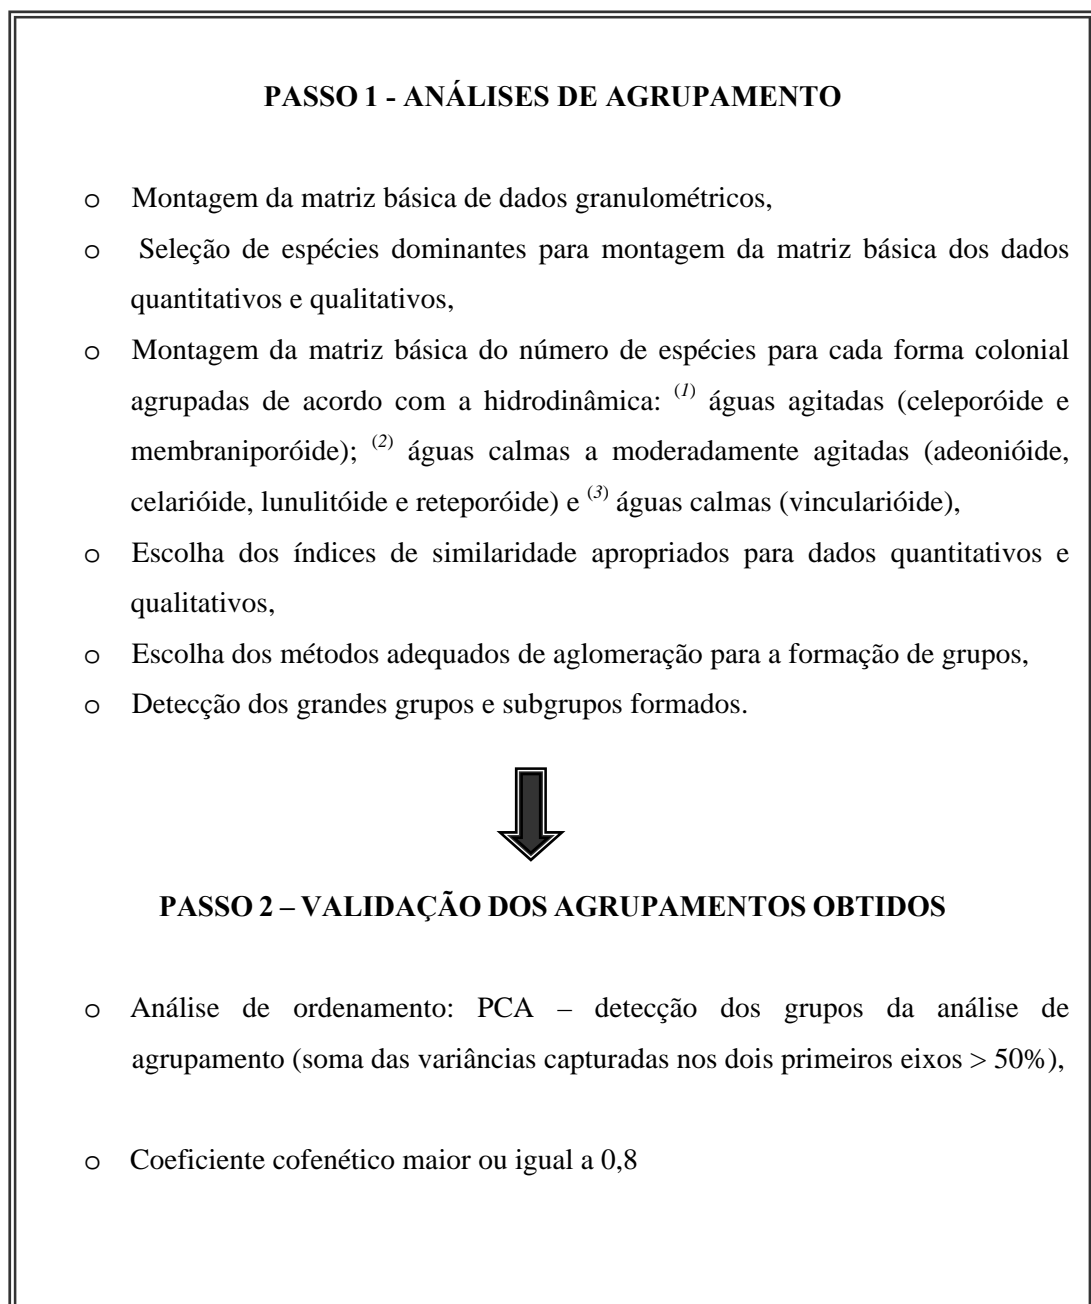 PASSO 1 - ANÁLISES DE AGRUPAMENTO
o Montagem da matriz básica de dados granulométricos,
o Seleção de espécies dominantes para montagem da matriz básica dos dados
quantitativos e qualitativos,
o Montagem da matriz básica do número de espécies para cada forma colonial
agrupadas de acordo com a hidrodinâmica: (1) águas agitadas (celeporóide e
membraniporóide); (2) águas calmas a moderadamente agitadas (adeonióide,
celarióide, lunulitóide e reteporóide) e (3) águas calmas (vincularióide),
o Escolha dos índices de similaridade apropriados para dados quantitativos e
qualitativos,
o Escolha dos métodos adequados de aglomeração para a formação de grupos,
o Detecção dos grandes grupos e subgrupos formados.
PASSO 2 – VALIDAÇÃO DOS AGRUPAMENTOS OBTIDOS
o Análise de ordenamento: PCA – detecção dos grupos da análise de
agrupamento (soma das variâncias capturadas nos dois primeiros eixos > 50%),
o Coeficiente cofenético maior ou igual a 0,8